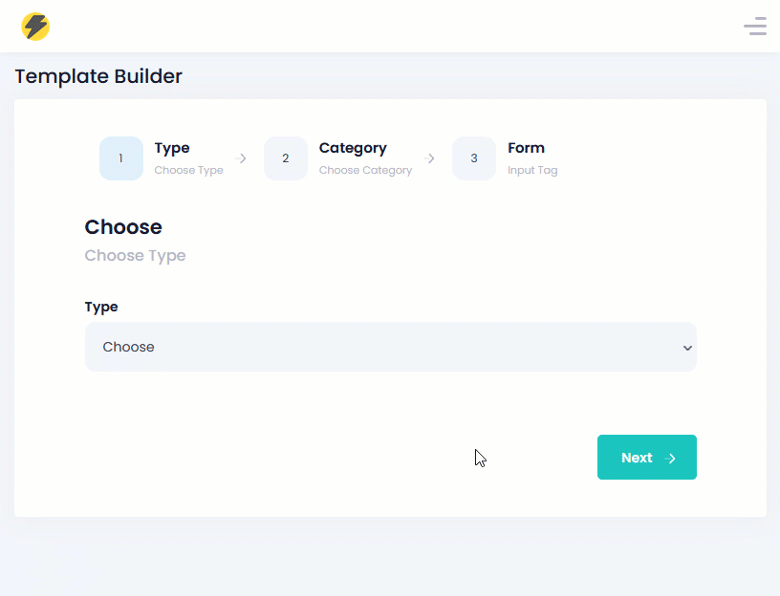 Template Builder
1 Type 2 Category 3 Form
Choose Type Choose Category Input Tag
Choose
Choose Type
Type
Choose
Next